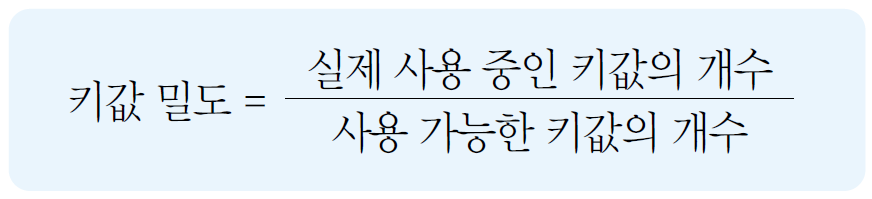 키값 밀도 =
실제 사용 중인 키값의 개수
사용 가능한 키값의 개수